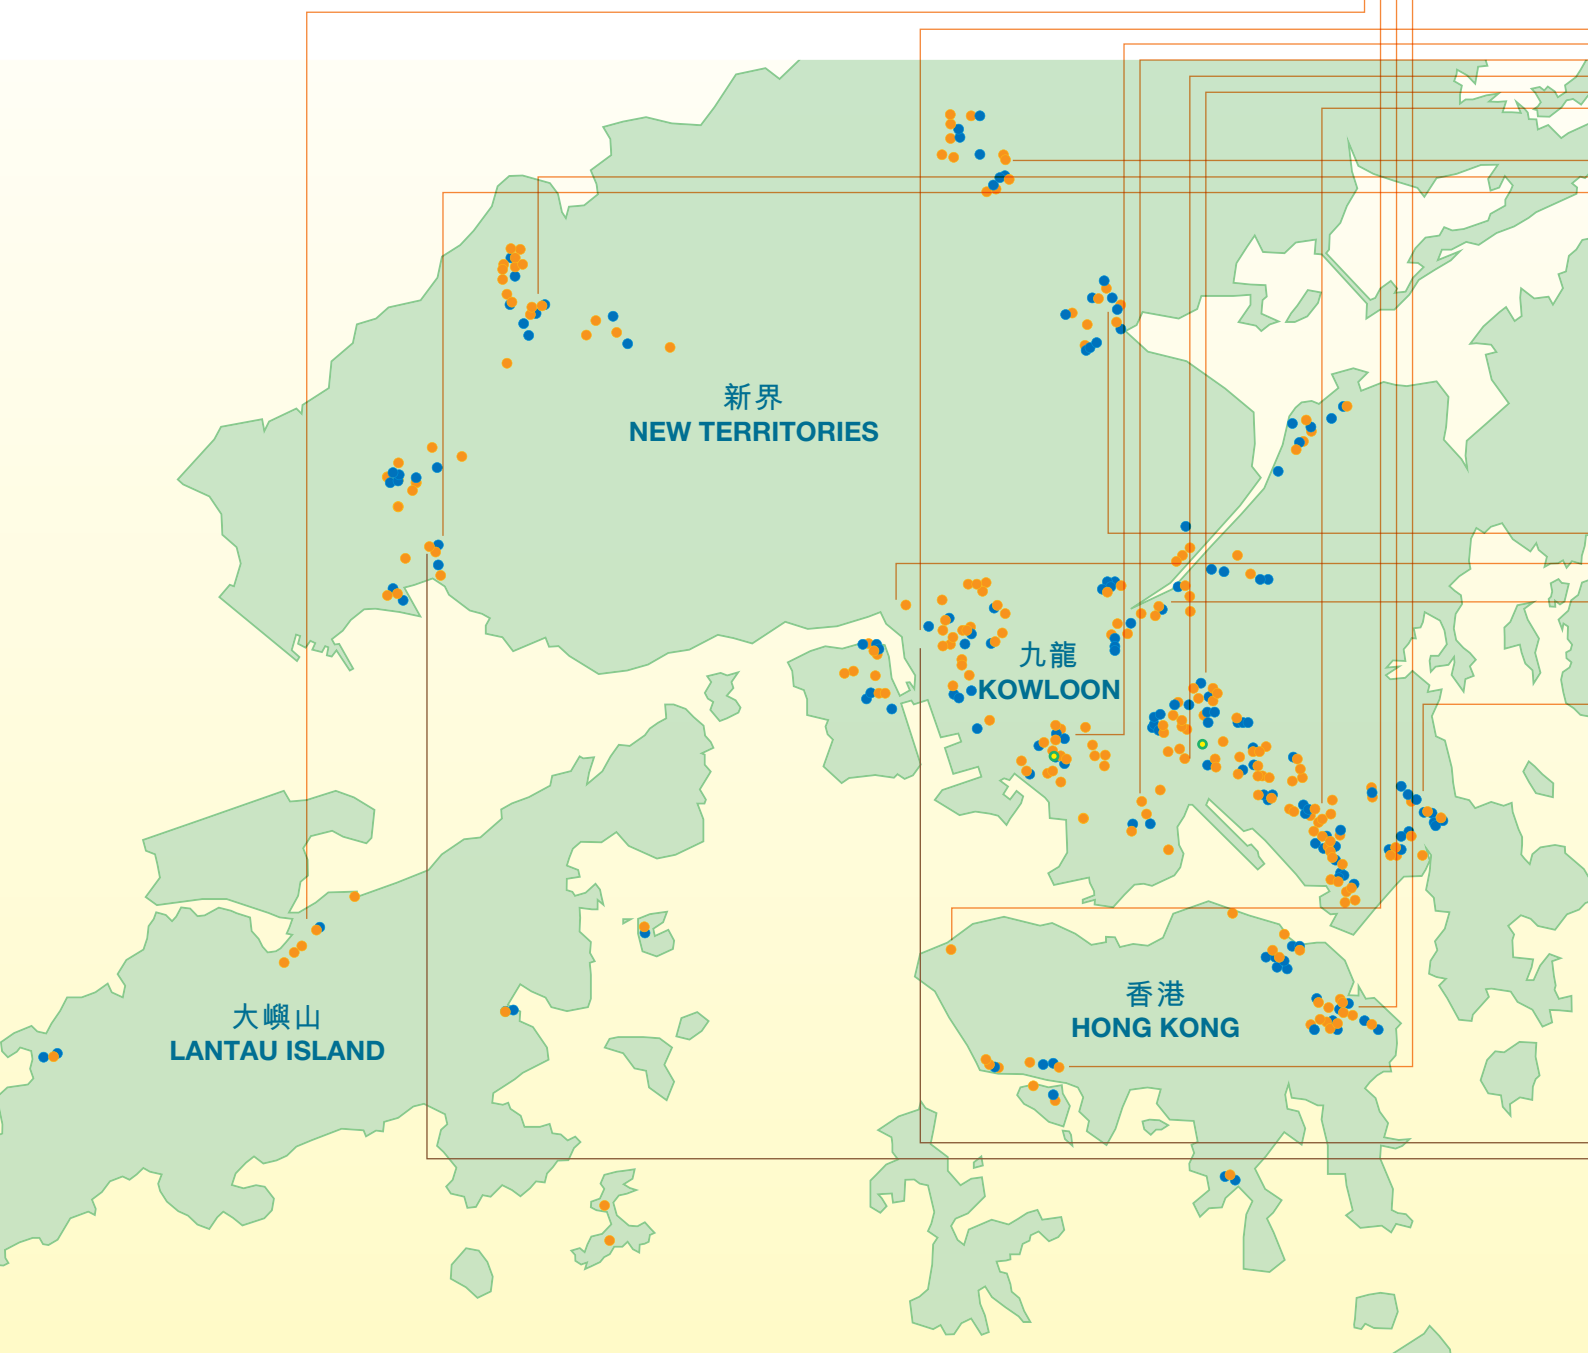 新界
NEW TERRITORIES
九龍
KOWLOON
香港
HONG KONG
大嶼山
LANTAU ISLAND